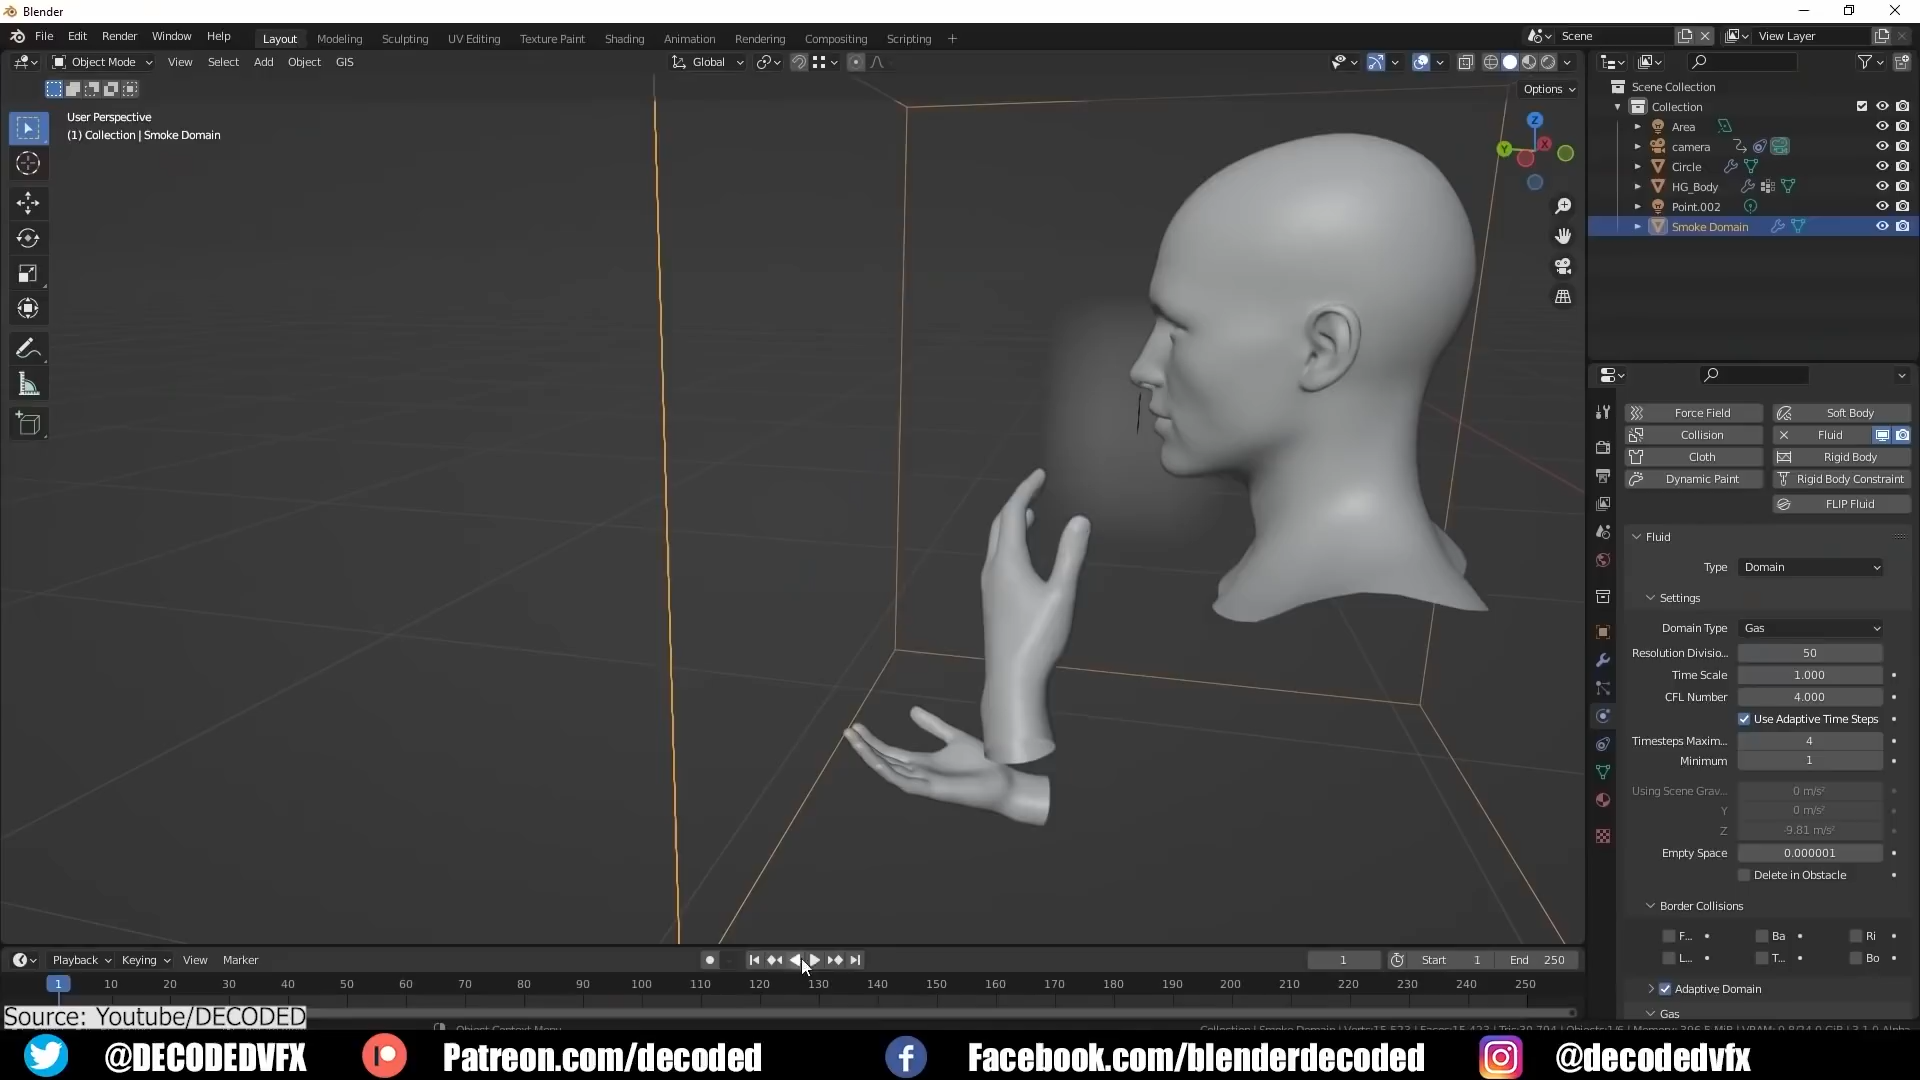 Blender
File Edit Render Window Help Layout Modeling Sculpting UV Editing Texture Paint Shading Animation Rendering Compositing Scripting + Scene View Layer
Object Mode View Select Add Object GIS Global
Options
User Perspective
(1) Collection | Smoke Domain
Z
Y
X
Scene Collection
Collection
Area
camera
Circle
HG_Body
Point.002
Smoke Domain
Force Field Soft Body
Collision Fluid
Cloth Rigid Body
Dynamic Paint Rigid Body Constraint
FLIP Fluid
Fluid
Type Domain
Settings
Domain Type Gas
Resolution Divisio... 50
Time Scale 1.000
CFL Number 4.000
Use Adaptive Time Steps
Timesteps Maxim... 4
Minimum 1
Using Scene Grav... 0 m/s²
Y 0 m/s²
Z -9.81 m/s²
Empty Space 0.000001
Delete in Obstacle
Border Collisions
F... Ba Ri
L... T... Bo
Adaptive Domain
Gas
Playback Keying View Marker 1 Start 1 End 250
1 10 20 30 40 50 60 70 80 90 100 110 120 130 140 150 160 170 180 190 200 210 220 230 240 250
Source: Youtube/DECODED
@DECODEDVFX Patreon.com/decoded Facebook.com/blenderdecoded @decodedvfx